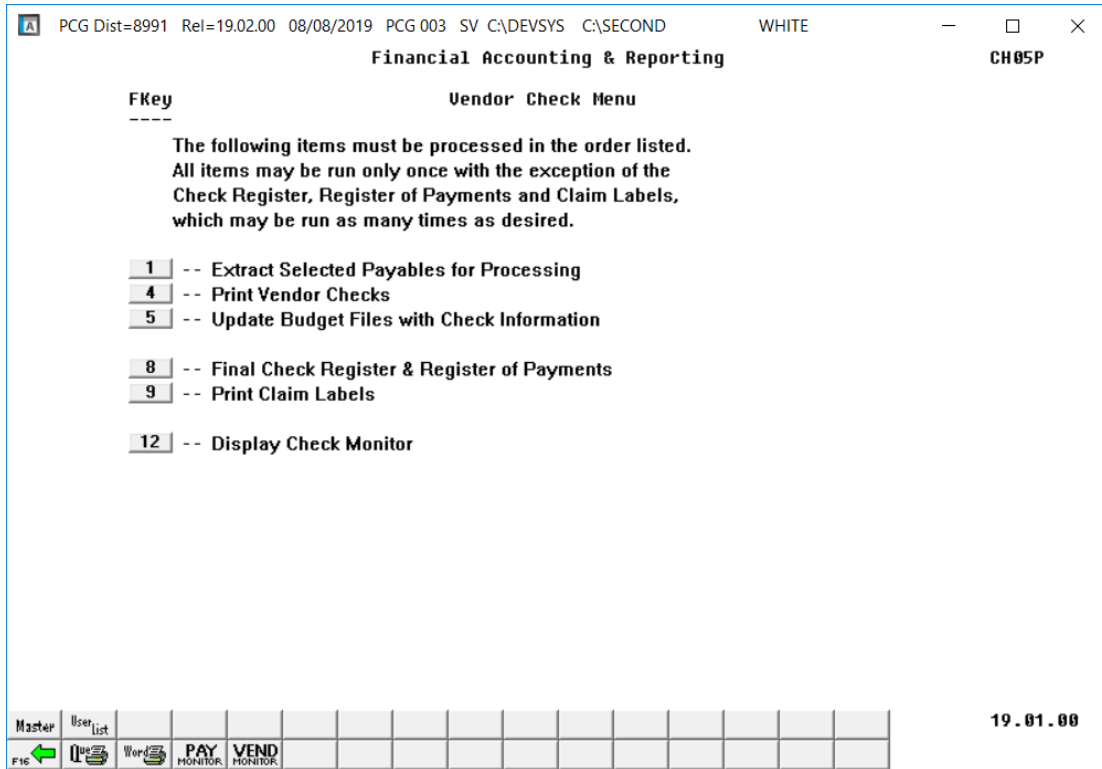 PCG Dist=8991 Rel=19.02.00 08/08/2019 PCG 003 SV C:\DEVSYS C:\SECOND WHITE
Financial Accounting & Reporting CH05P
FKey Vendor Check Menu
----
The following items must be processed in the order listed.
All items may be run only once with the exception of the
Check Register, Register of Payments and Claim Labels,
which may be run as many times as desired.
1 -- Extract Selected Payables for Processing
4 -- Print Vendor Checks
5 -- Update Budget Files with Check Information
8 -- Final Check Register & Register of Payments
9 -- Print Claim Labels
12 -- Display Check Monitor
Master User List 19.01.00
F16 Que Word PAY MONITOR VEND MONITOR